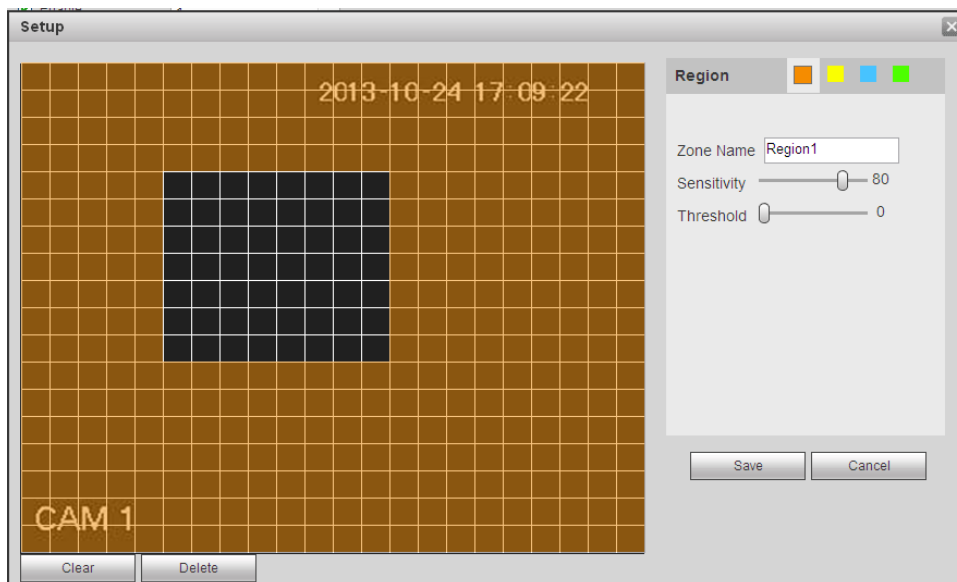 Setup
2013-10-24 17:09:22
Region
Zone Name Region1
Sensitivity 80
Threshold 0
Save Cancel
CAM 1
Clear Delete